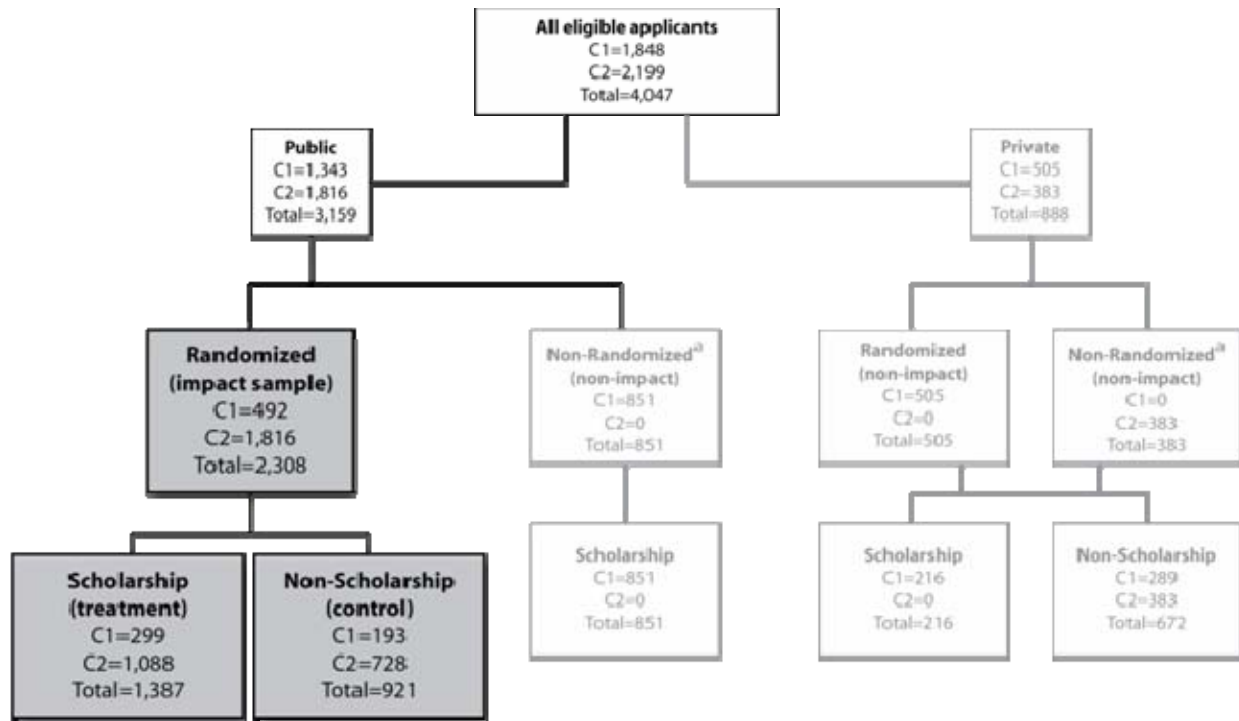 All eligible applicants
C1=1,848
C2=2,199
Total=4,047
Public
C1=1,343
C2=1,816
Total=3,159
Private
C1=505
C2=383
Total=888
Randomized
(impact sample)
C1=492
C2=1,816
Total=2,308
Non-Randomizedᵃ
(non-impact)
C1=851
C2=0
Total=851
Randomized
(non-impact)
C1=505
C2=0
Total=505
Non-Randomizedᵃ
(non-impact)
C1=0
C2=383
Total=383
Scholarship
(treatment)
C1=299
C2=1,088
Total=1,387
Non-Scholarship
(control)
C1=193
C2=728
Total=921
Scholarship
C1=851
C2=0
Total=851
Scholarship
C1=216
C2=0
Total=216
Non-Scholarship
C1=289
C2=383
Total=672